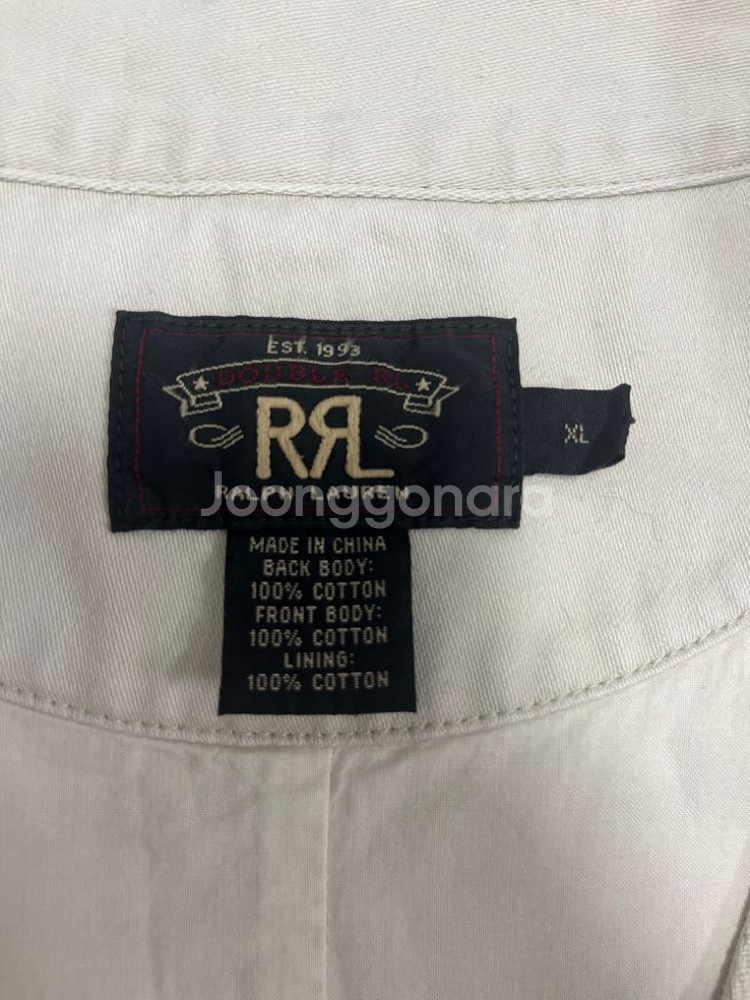 EST. 1993
DOUBLE RL
RRL
RALPH LAUREN
XL
Joonggonara
MADE IN CHINA
BACK BODY:
100% COTTON
FRONT BODY:
100% COTTON
LINING:
100% COTTON